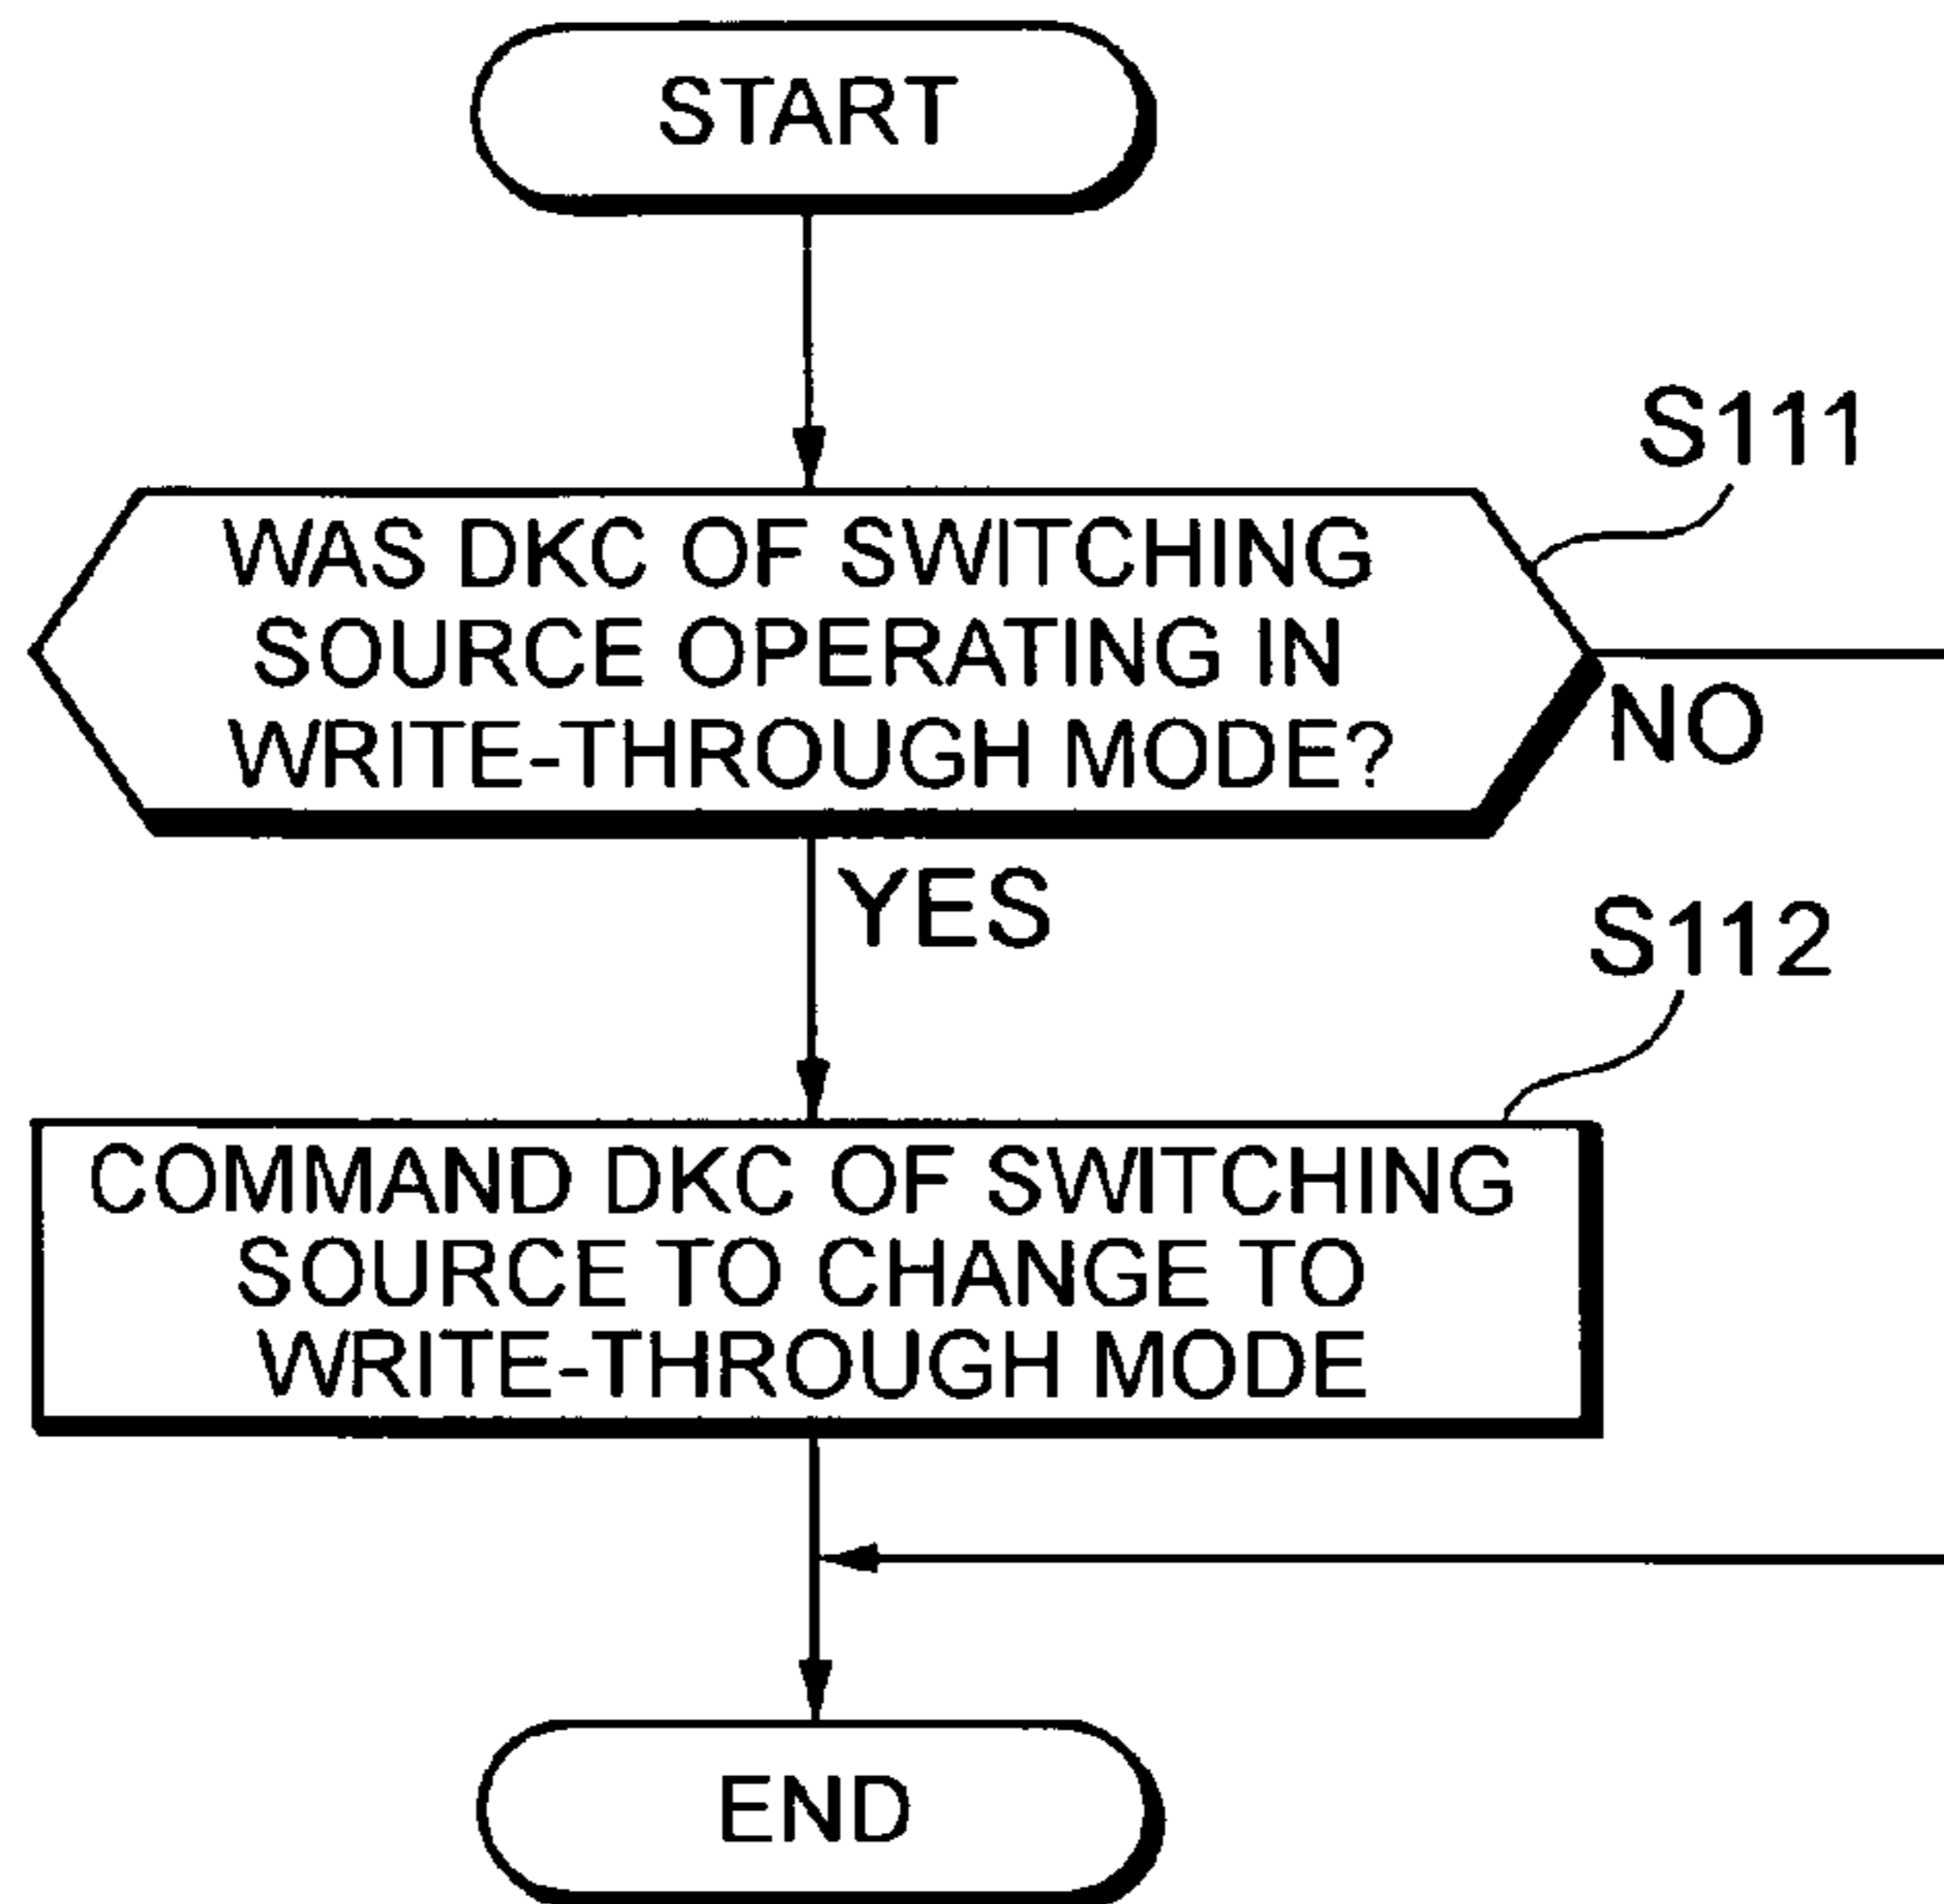 START
S111
WAS DKC OF SWITCHING
SOURCE OPERATING IN
WRITE-THROUGH MODE?
NO
YES
S112
COMMAND DKC OF SWITCHING
SOURCE TO CHANGE TO
WRITE-THROUGH MODE
END